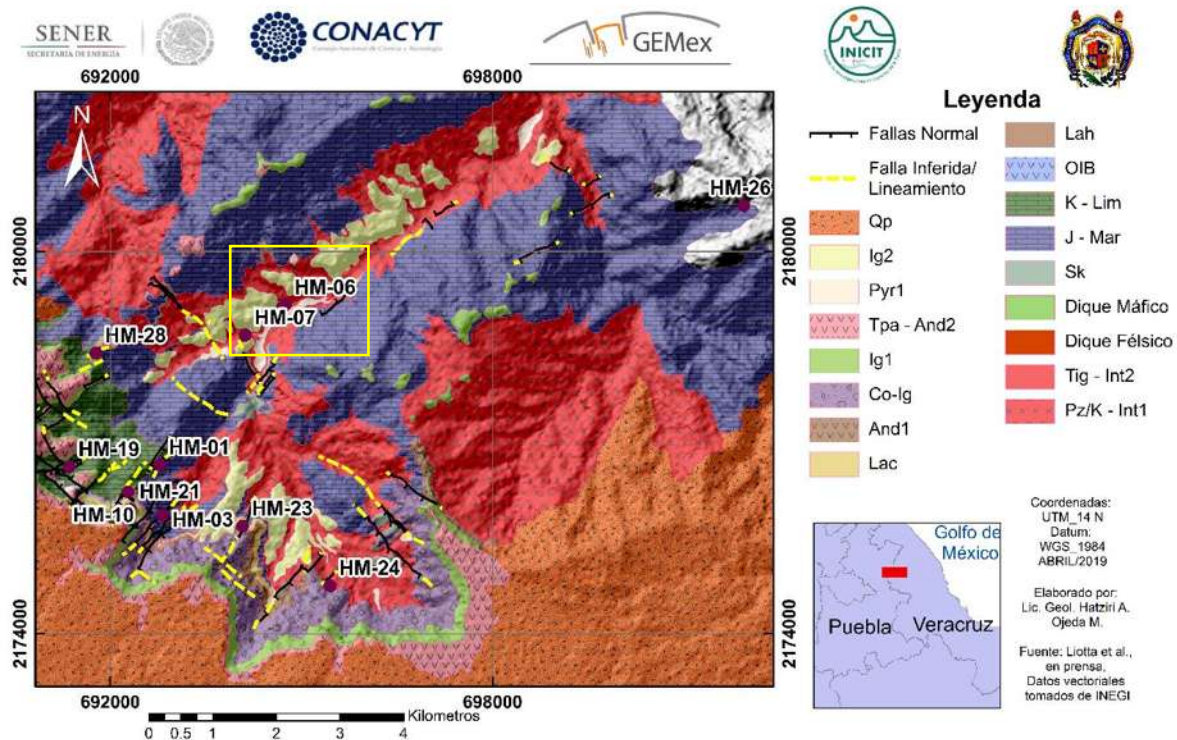 SENER
SECRETARÍA DE ENERGÍA
CONACYT
Consejo Nacional de Ciencia y Tecnología
GEMex
INICIT
692000
698000
N
2180000
2180000
2174000
2174000
HM-26
HM-06
HM-07
HM-28
HM-19
HM-01
HM-21
HM-10
HM-03
HM-23
HM-24
692000
698000
Kilometros
0 0.5 1 2 3 4
Leyenda
Fallas Normal
Falla Inferida/
Lineamiento
Qp
Ig2
Pyr1
Tpa - And2
Ig1
Co-Ig
And1
Lac
Lah
OIB
K - Lim
J - Mar
Sk
Dique Máfico
Dique Félsico
Tig - Int2
Pz/K - Int1
Golfo de
México
Puebla
Veracruz
Coordenadas:
UTM_14 N
Datum:
WGS_1984
ABRIL/2019
Elaborado por:
Lic. Geol. Hatziri A.
Ojeda M.
Fuente: Liotta et al.,
en prensa,
Datos vectoriales
tomados de INEGI